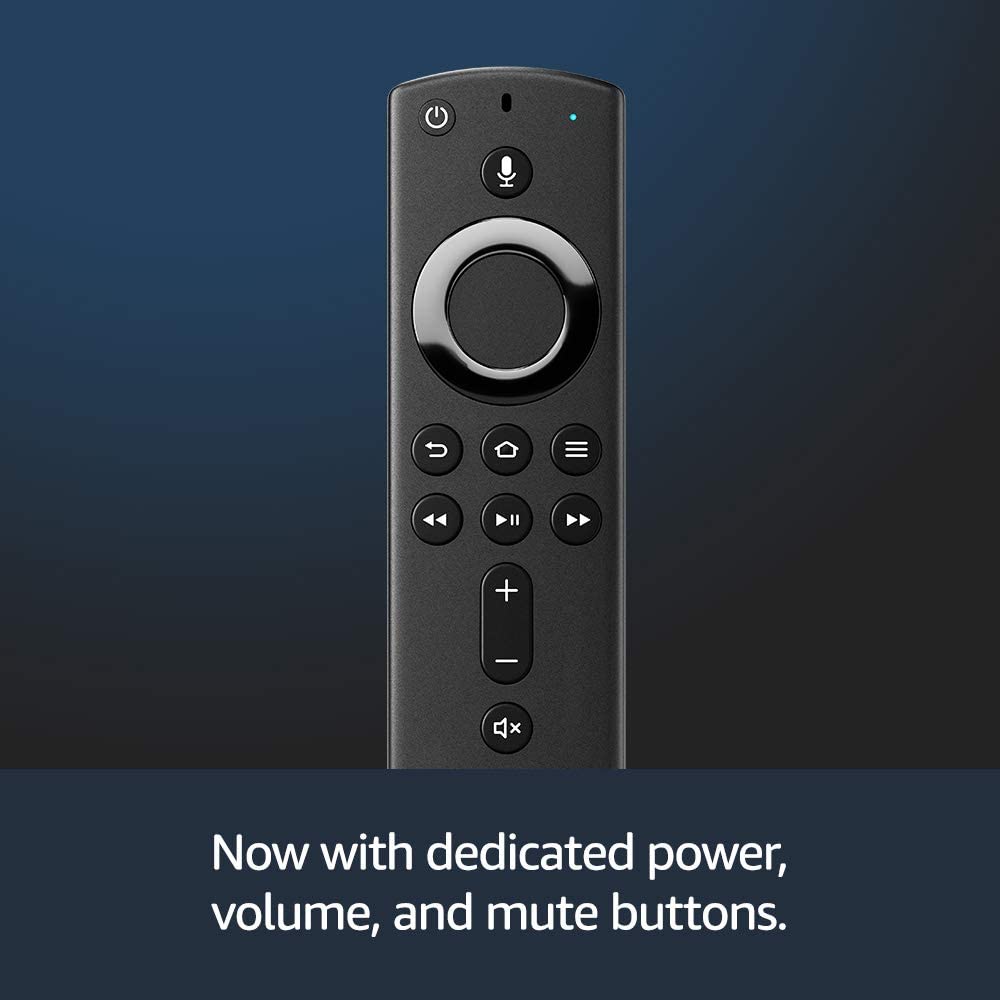 Now with dedicated power,
volume, and mute buttons.